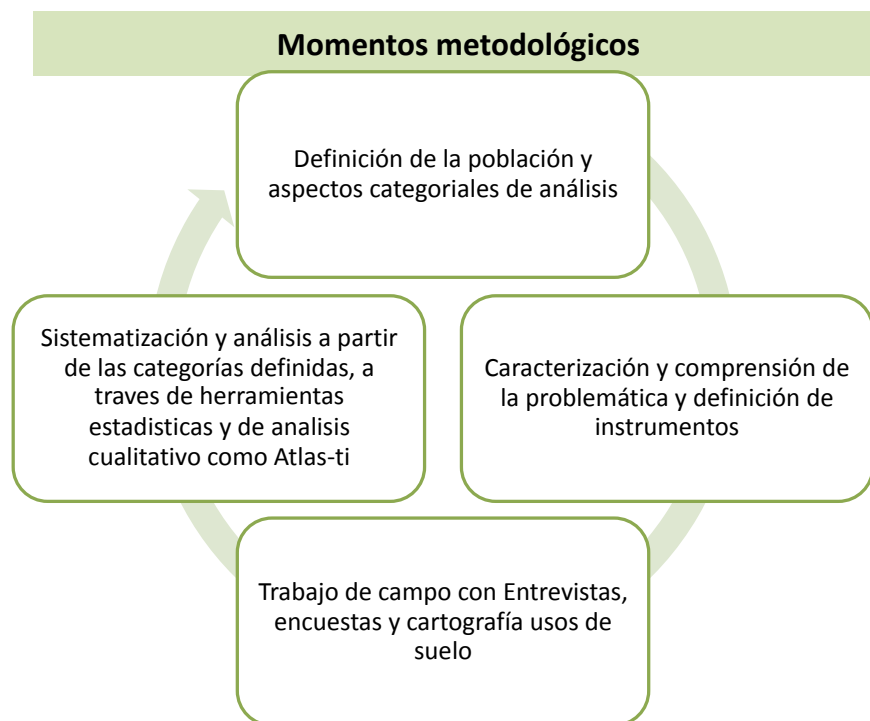 Momentos metodológicos
Definición de la población y
aspectos categoriales de análisis
Caracterización y comprensión de
la problemática y definición de
instrumentos
Trabajo de campo con Entrevistas,
encuestas y cartografía usos de
suelo
Sistematización y análisis a partir
de las categorías definidas, a
traves de herramientas
estadisticas y de analisis
cualitativo como Atlas-ti